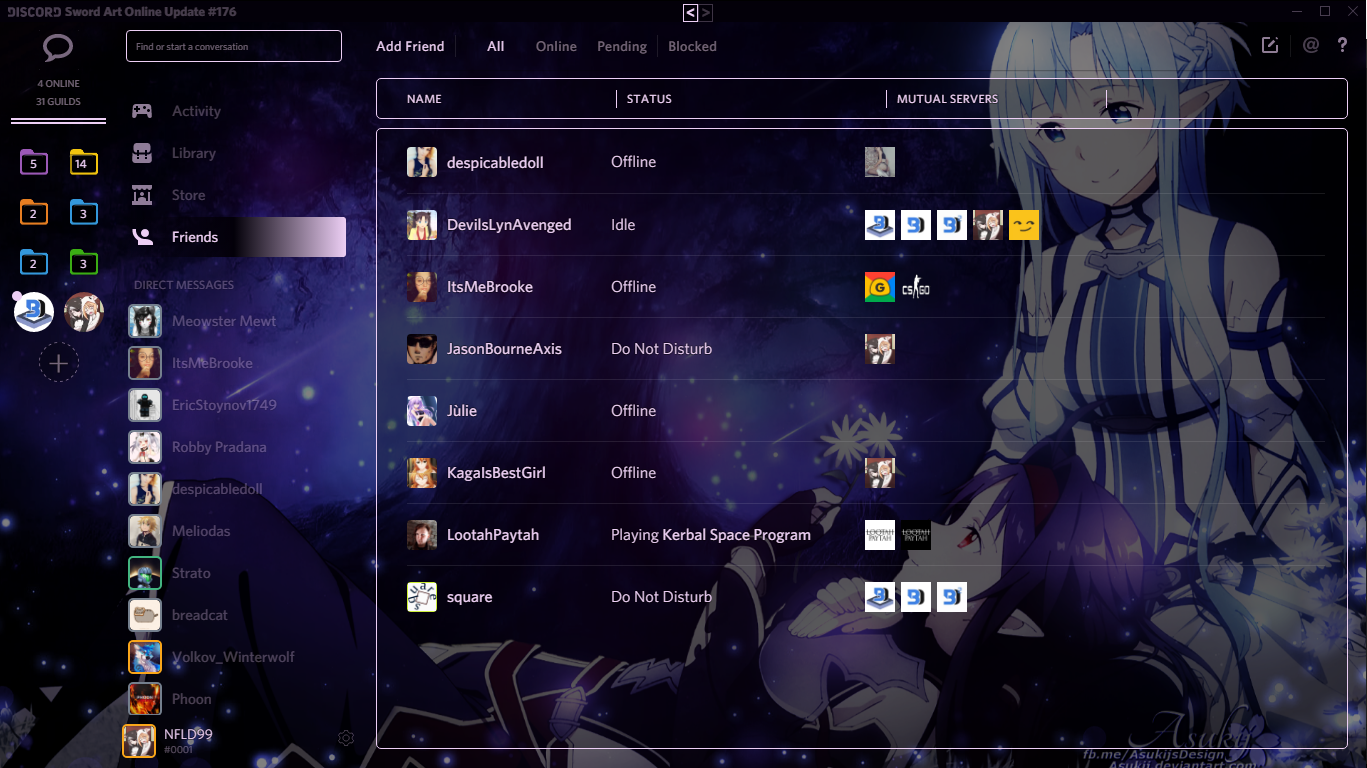 DISCORD Sword Art Online Update #176
< >
Find or start a conversation
Add Friend
All
Online
Pending
Blocked
@ ?
4 ONLINE
31 GUILDS
5 14
2 3
2 3
Activity
Library
Store
Friends
DIRECT MESSAGES
Meowster Mewt
ItsMeBrooke
EricStoynov1749
Robby Pradana
despicabledoll
Meliodas
Strato
breadcat
Volkov_Winterwolf
Phoon
NFLD99
#0001
NAME STATUS MUTUAL SERVERS
despicabledoll Offline
DevilsLynAvenged Idle
ItsMeBrooke Offline G CS GO
JasonBourneAxis Do Not Disturb
Jùlie Offline
KagaIsBestGirl Offline
LootahPaytah Playing Kerbal Space Program LOOTAH PAYTAH LOOTAH PAYTAH
square Do Not Disturb
Asukij
fb.me/AsukijsDesign
Asukij.deviantart.com